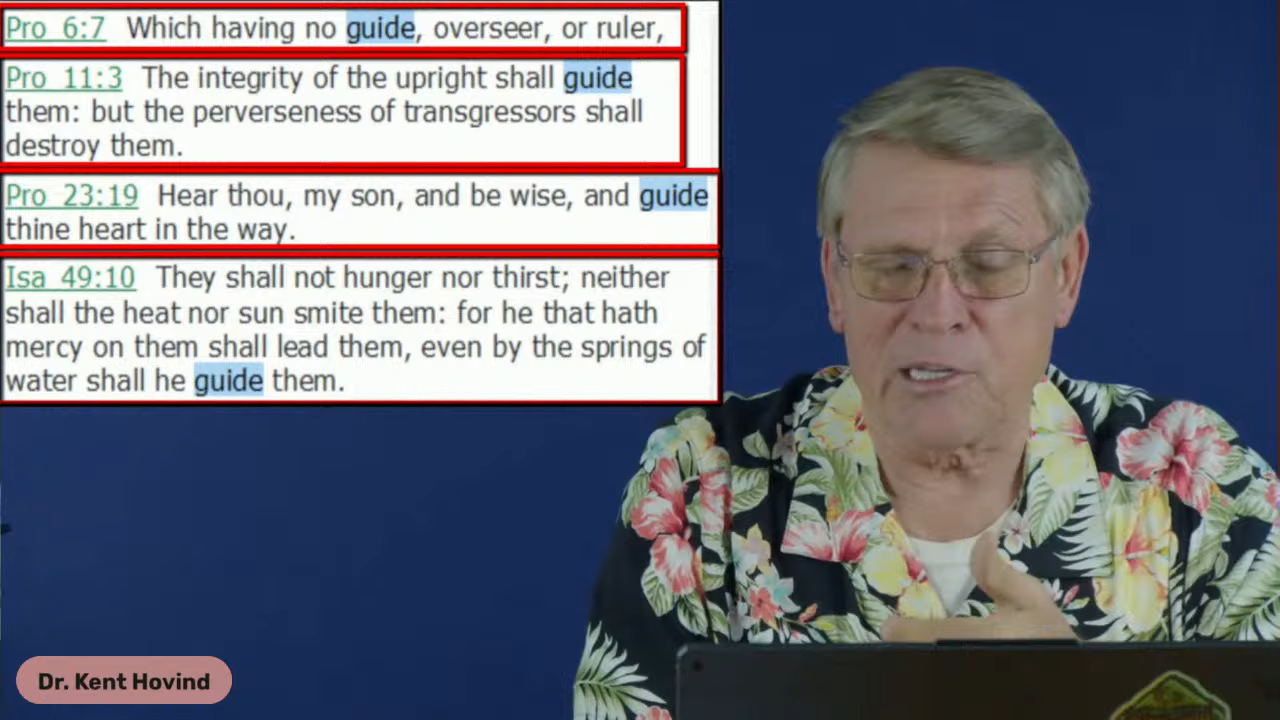 Pro 6:7 Which having no guide, overseer, or ruler,
Pro 11:3 The integrity of the upright shall guide
them: but the perverseness of transgressors shall
destroy them.
Pro 23:19 Hear thou, my son, and be wise, and guide
thine heart in the way.
Isa 49:10 They shall not hunger nor thirst; neither
shall the heat nor sun smite them: for he that hath
mercy on them shall lead them, even by the springs of
water shall he guide them.
Dr. Kent Hovind